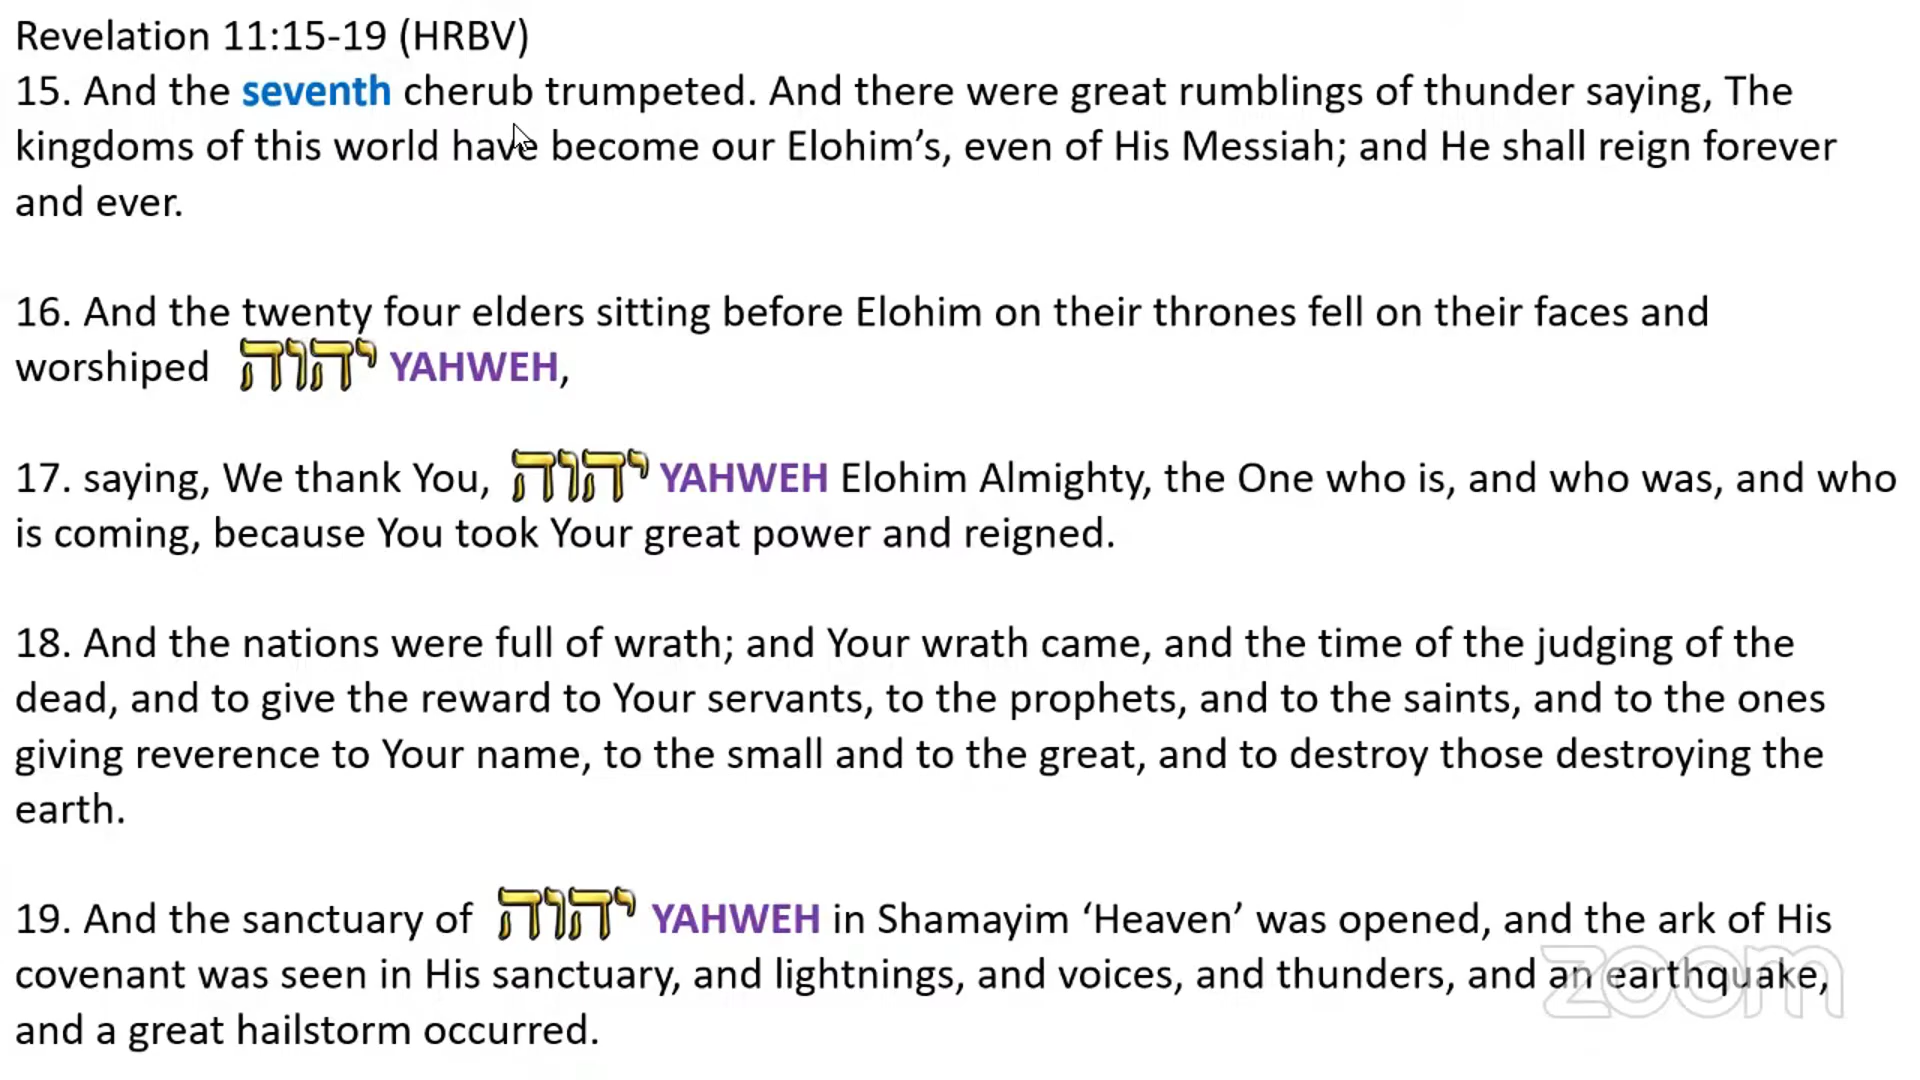 Revelation 11:15-19 (HRBV)
15. And the seventh cherub trumpeted. And there were great rumblings of thunder saying, The
kingdoms of this world have become our Elohim’s, even of His Messiah; and He shall reign forever
and ever.
16. And the twenty four elders sitting before Elohim on their thrones fell on their faces and
worshiped יהוה YAHWEH,
17. saying, We thank You, יהוה YAHWEH Elohim Almighty, the One who is, and who was, and who
is coming, because You took Your great power and reigned.
18. And the nations were full of wrath; and Your wrath came, and the time of the judging of the
dead, and to give the reward to Your servants, to the prophets, and to the saints, and to the ones
giving reverence to Your name, to the small and to the great, and to destroy those destroying the
earth.
19. And the sanctuary of יהוה YAHWEH in Shamayim ‘Heaven’ was opened, and the ark of His
covenant was seen in His sanctuary, and lightnings, and voices, and thunders, and an earthquake,
and a great hailstorm occurred.
zoom